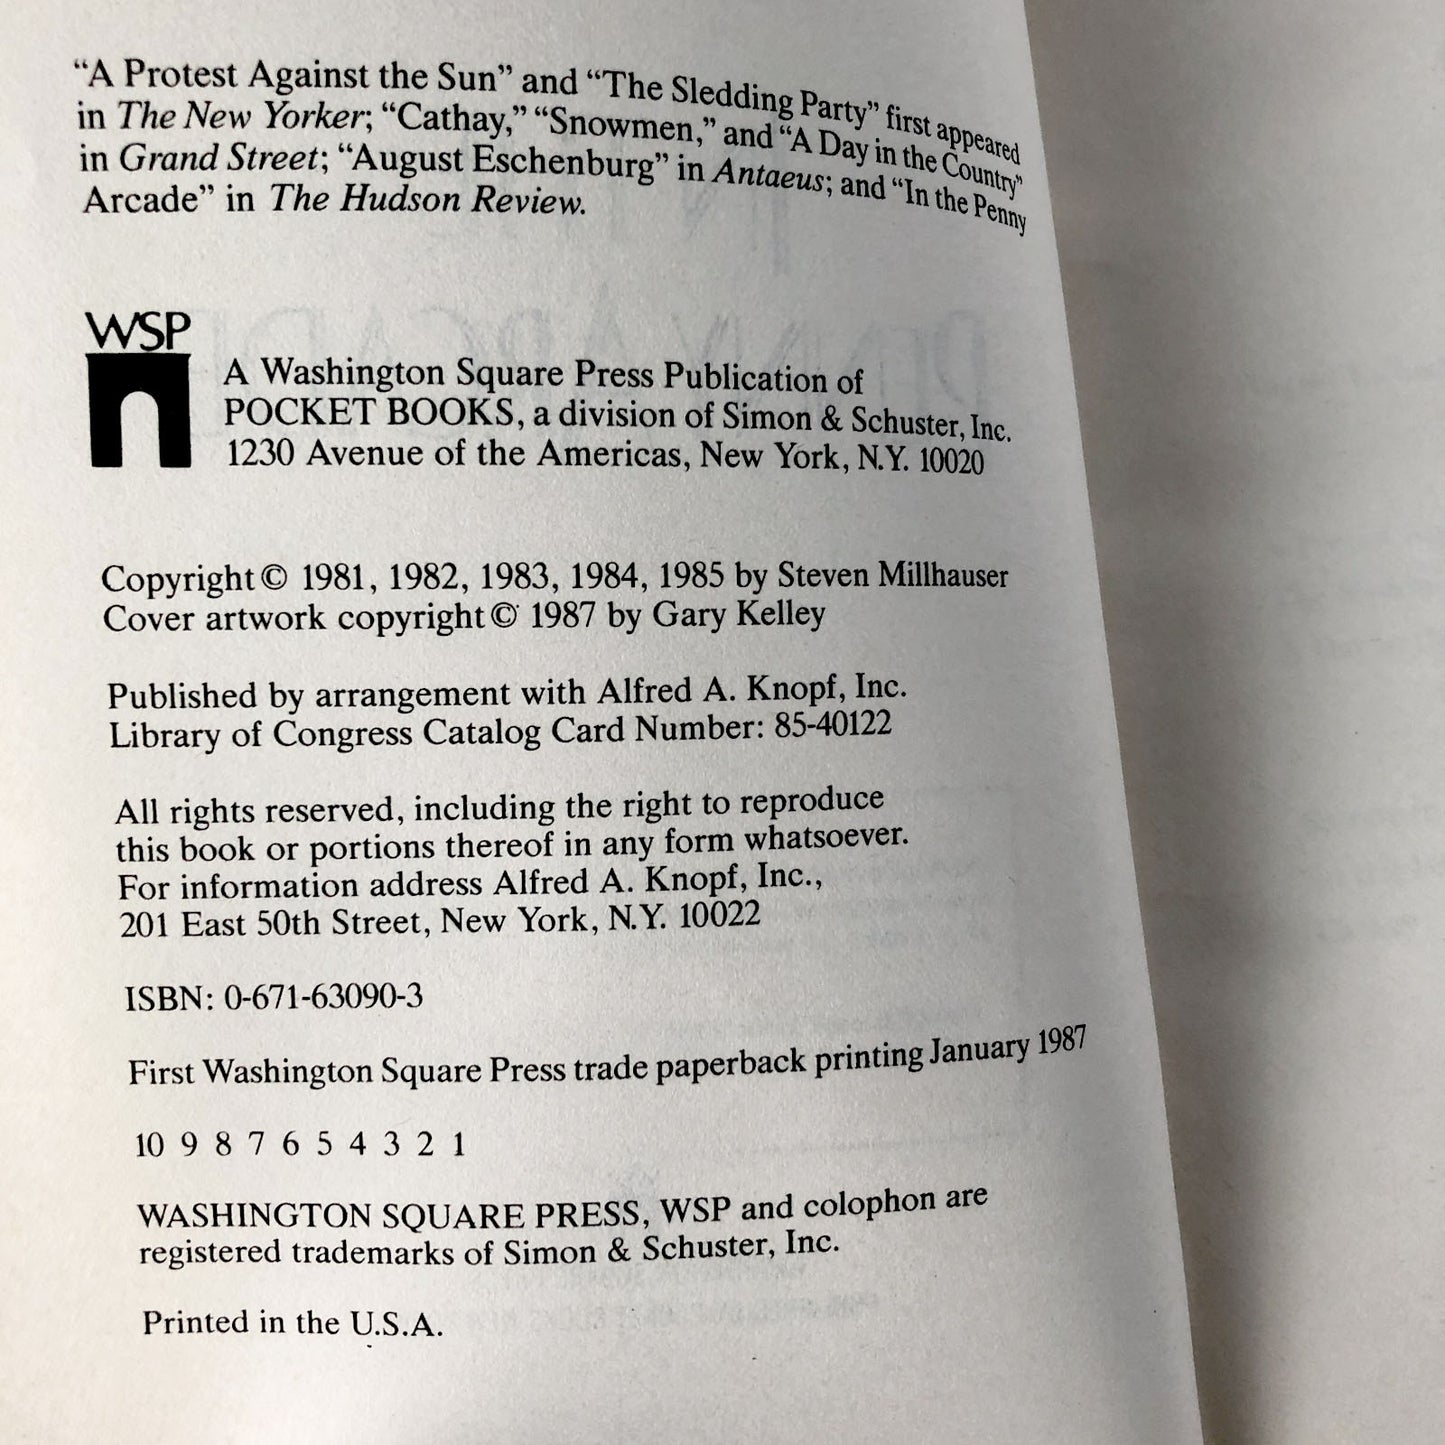 “A Protest Against the Sun” and “The Sledding Party” first appeared
in The New Yorker; “Cathay,” “Snowmen,” and “A Day in the Country”
in Grand Street; “August Eschenburg” in Antaeus; and “In the Penny
Arcade” in The Hudson Review.
WSP
A Washington Square Press Publication of
POCKET BOOKS, a division of Simon & Schuster, Inc.
1230 Avenue of the Americas, New York, N.Y. 10020
Copyright © 1981, 1982, 1983, 1984, 1985 by Steven Millhauser
Cover artwork copyright © 1987 by Gary Kelley
Published by arrangement with Alfred A. Knopf, Inc.
Library of Congress Catalog Card Number: 85-40122
All rights reserved, including the right to reproduce
this book or portions thereof in any form whatsoever.
For information address Alfred A. Knopf, Inc.,
201 East 50th Street, New York, N.Y. 10022
ISBN: 0-671-63090-3
First Washington Square Press trade paperback printing January 1987
10 9 8 7 6 5 4 3 2 1
WASHINGTON SQUARE PRESS, WSP and colophon are
registered trademarks of Simon & Schuster, Inc.
Printed in the U.S.A.